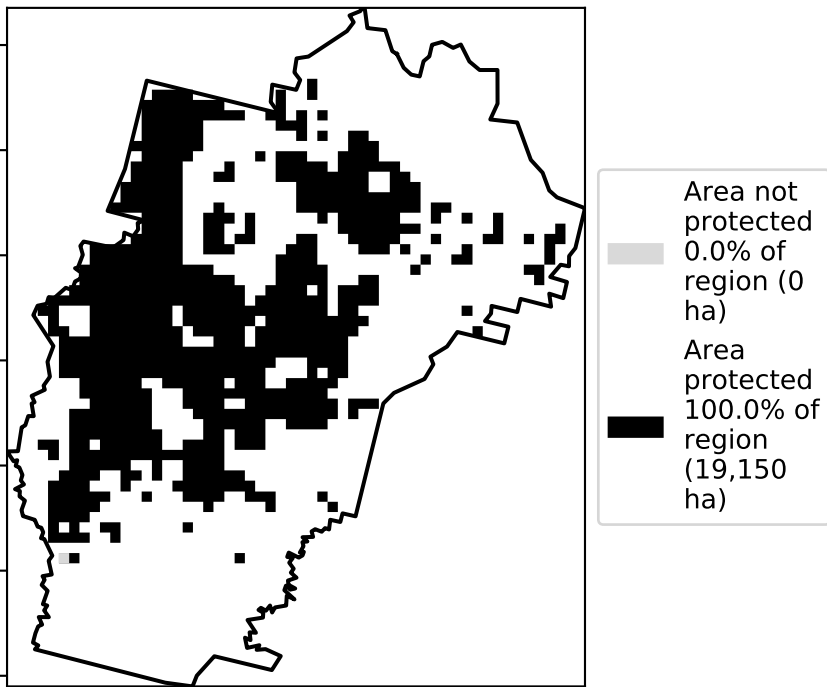 Area not
protected
0.0% of
region (0
ha)
Area
protected
100.0% of
region
(19,150
ha)